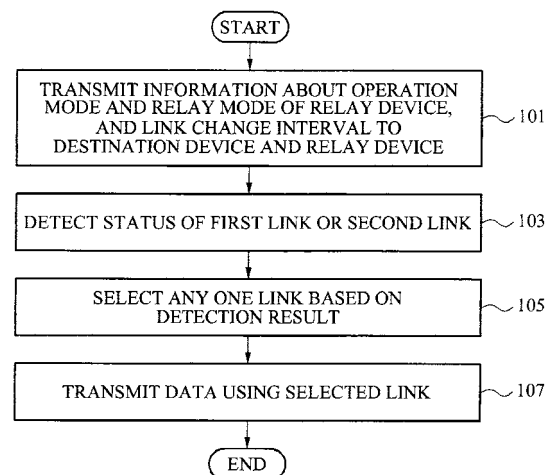 START
TRANSMIT INFORMATION ABOUT OPERATION
MODE AND RELAY MODE OF RELAY DEVICE,
AND LINK CHANGE INTERVAL TO
DESTINATION DEVICE AND RELAY DEVICE
101
DETECT STATUS OF FIRST LINK OR SECOND LINK
103
SELECT ANY ONE LINK BASED ON
DETECTION RESULT
105
TRANSMIT DATA USING SELECTED LINK
107
END